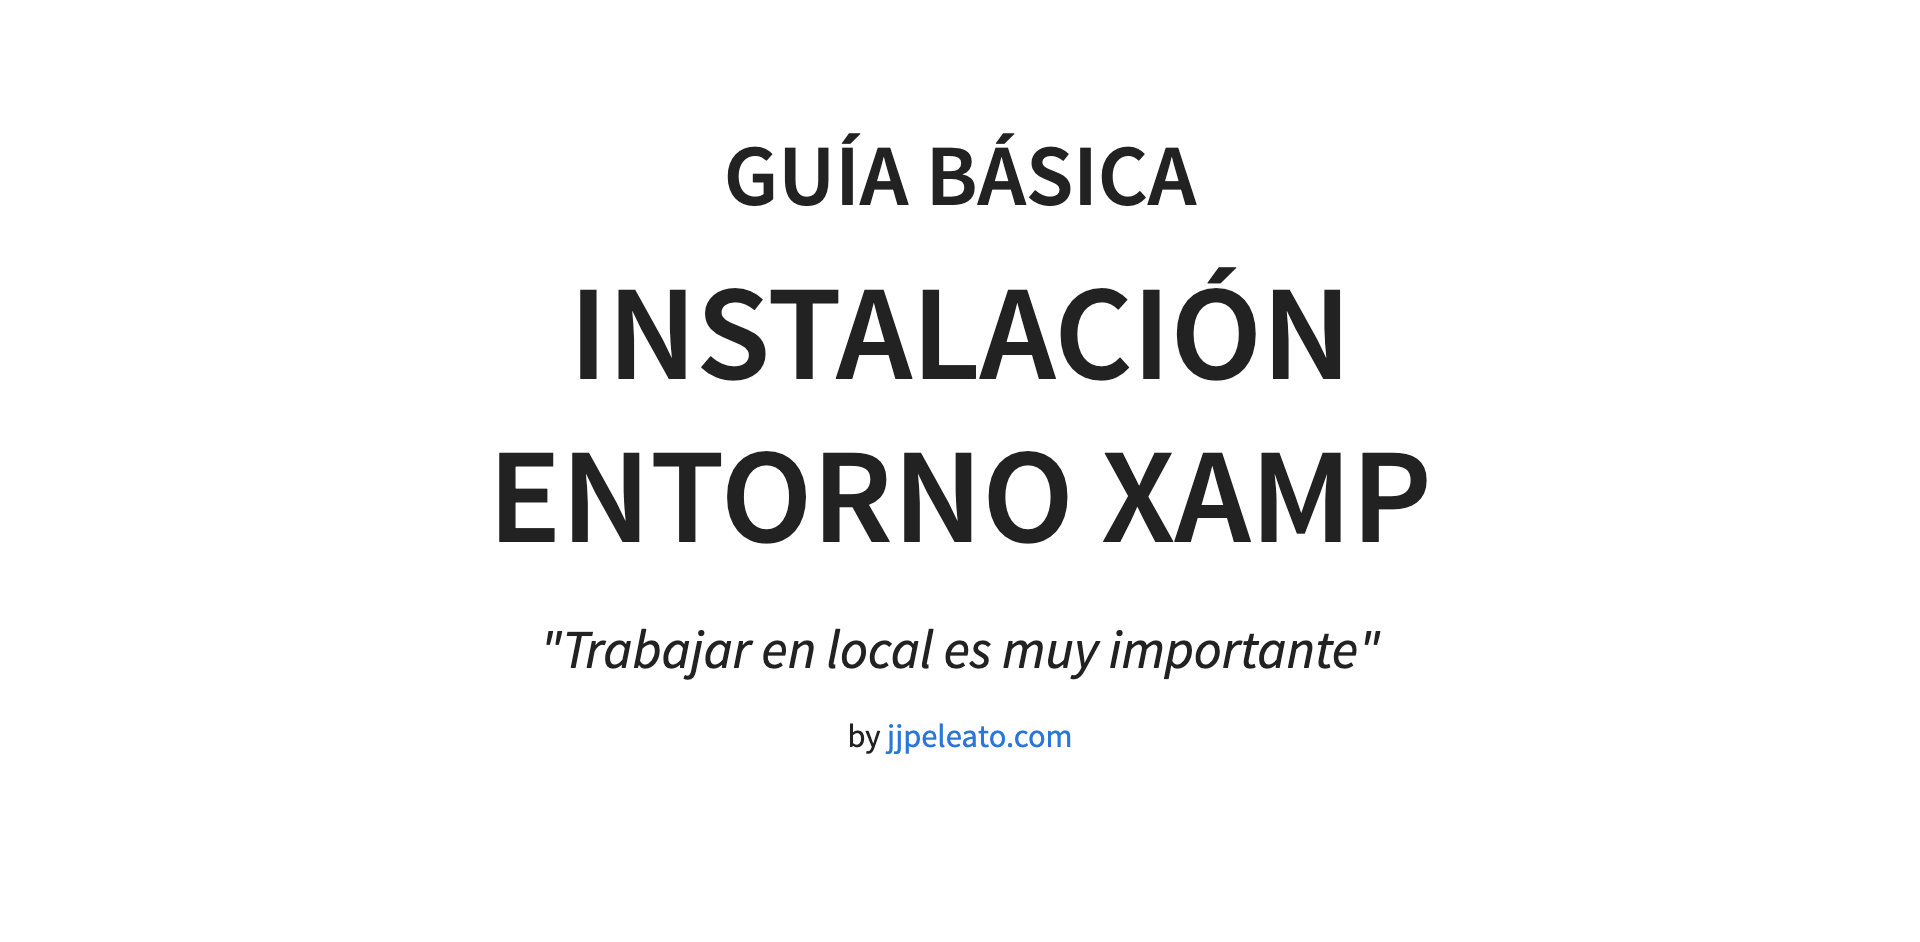 GUÍA BÁSICA
INSTALACIÓN
ENTORNO XAMP
"Trabajar en local es muy importante"
by jjpeleato.com